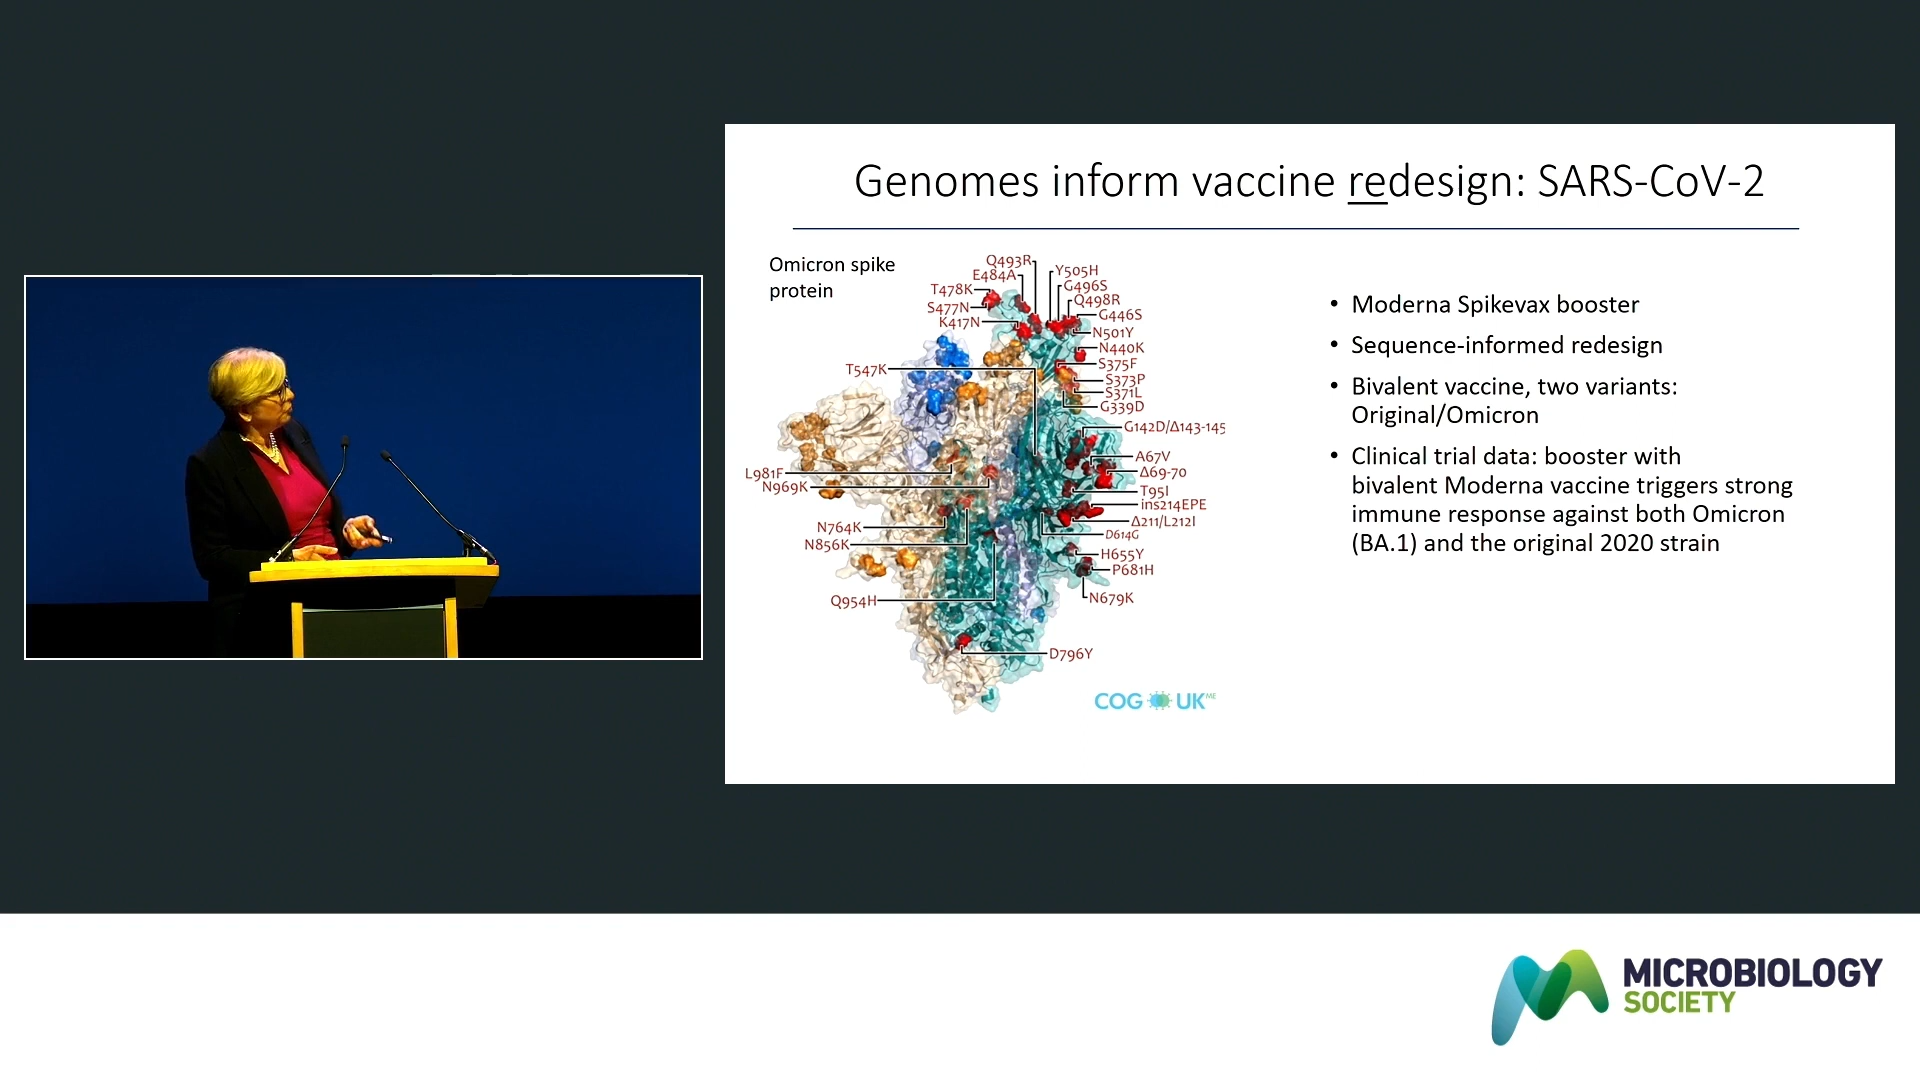 Genomes inform vaccine redesign: SARS-CoV-2
Omicron spike
protein
Q493R
E484A
T478K
S477N
K417N
Y505H
G496S
Q498R
G446S
N501Y
N440K
S375F
S373P
S371L
G339D
T547K
G142D/Δ143-145
A67V
Δ69-70
T95I
ins214EPE
Δ211/L212I
D614G
H655Y
P681H
N679K
L981F
N969K
N764K
N856K
Q954H
D796Y
COG UK ME
• Moderna Spikevax booster
• Sequence-informed redesign
• Bivalent vaccine, two variants:
Original/Omicron
• Clinical trial data: booster with
bivalent Moderna vaccine triggers strong
immune response against both Omicron
(BA.1) and the original 2020 strain
MICROBIOLOGY
SOCIETY